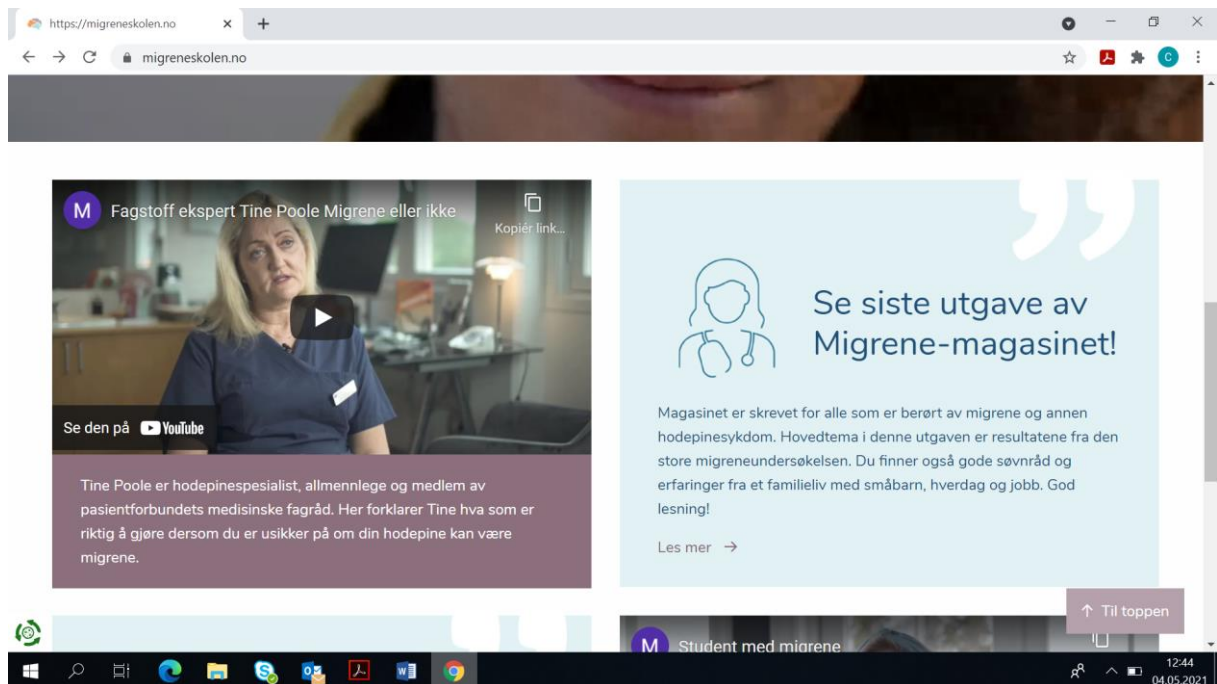 https://migreneskolen.no
migreneskolen.no
C
M Fagstoff ekspert Tine Poole Migrene eller ikke
Kopiér link...
Se den på YouTube
Tine Poole er hodepinespesialist, allmennlege og medlem av
pasientforbundets medisinske fagråd. Her forklarer Tine hva som er
riktig å gjøre dersom du er usikker på om din hodepine kan være
migrene.
Se siste utgave av
Migrene-magasinet!
Magasinet er skrevet for alle som er berørt av migrene og annen
hodepinesykdom. Hovedtema i denne utgaven er resultatene fra den
store migreneundersøkelsen. Du finner også gode søvnråd og
erfaringer fra et familieliv med småbarn, hverdag og jobb. God
lesning!
Les mer →
↑ Til toppen
M Student med migrene
12:44
04.05.2021